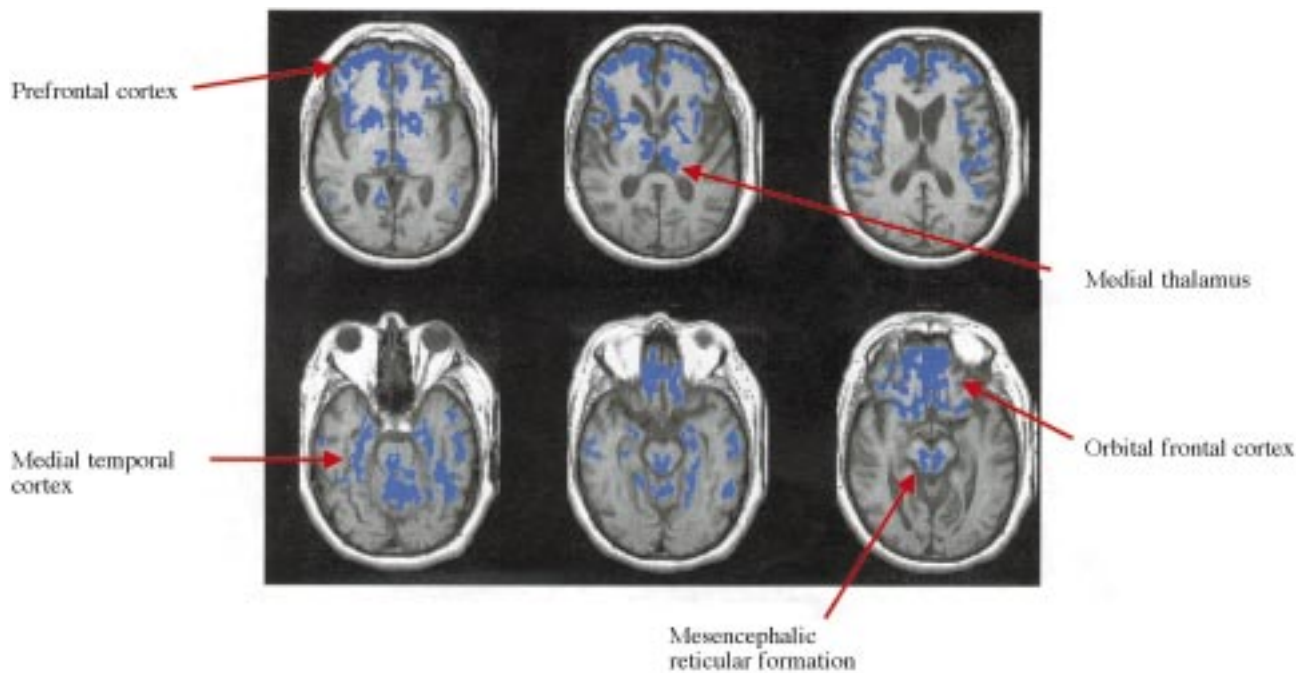 Prefrontal cortex
Medial thalamus
Medial temporal
cortex
Orbital frontal cortex
Mesencephalic
reticular formation